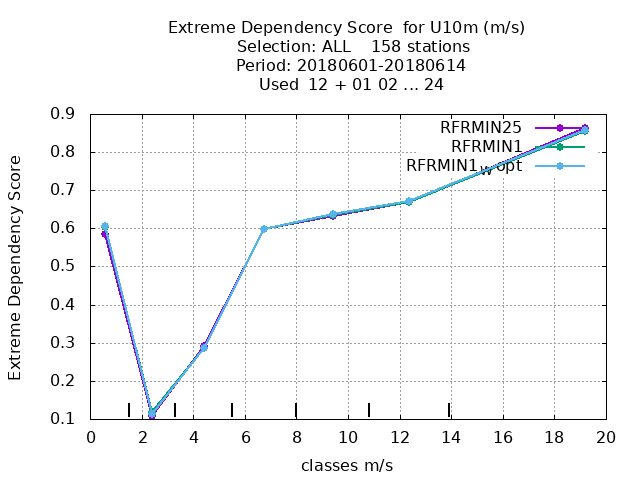 Extreme Dependency Score for U10m (m/s)
Selection: ALL 158 stations
Period: 20180601-20180614
Used 12 + 01 02 ... 24
Extreme Dependency Score
0.9
0.8
0.7
0.6
0.5
0.4
0.3
0.2
0.1
RFRMIN25
RFRMIN1
RFRMIN1wopt
0 2 4 6 8 10 12 14 16 18 20
classes m/s